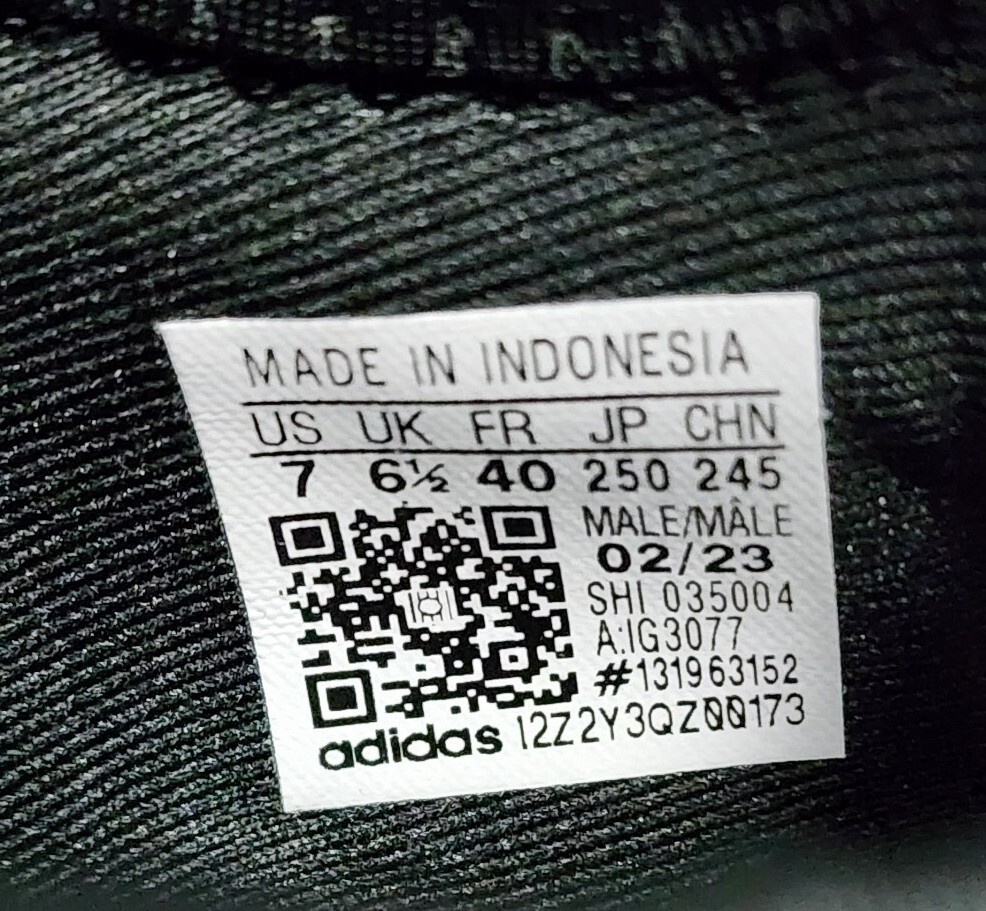 MADE IN INDONESIA
US UK FR JP CHN
7 6½ 40 250 245
MALE/MÂLE
02/23
SHI 035004
A:IG3077
#131963152
adidas 12Z2Y3QZ00173